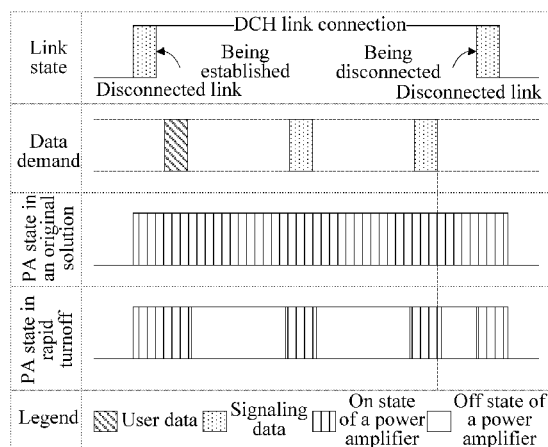 Link
state
DCH link connection
Being
established
Being
disconnected
Disconnected link
Disconnected link
Data
demand
PA state in
an original
solution
PA state in
rapid
turnoff
Legend
User data
Signaling
data
On state
of a power
amplifier
Off state of
a power
amplifier